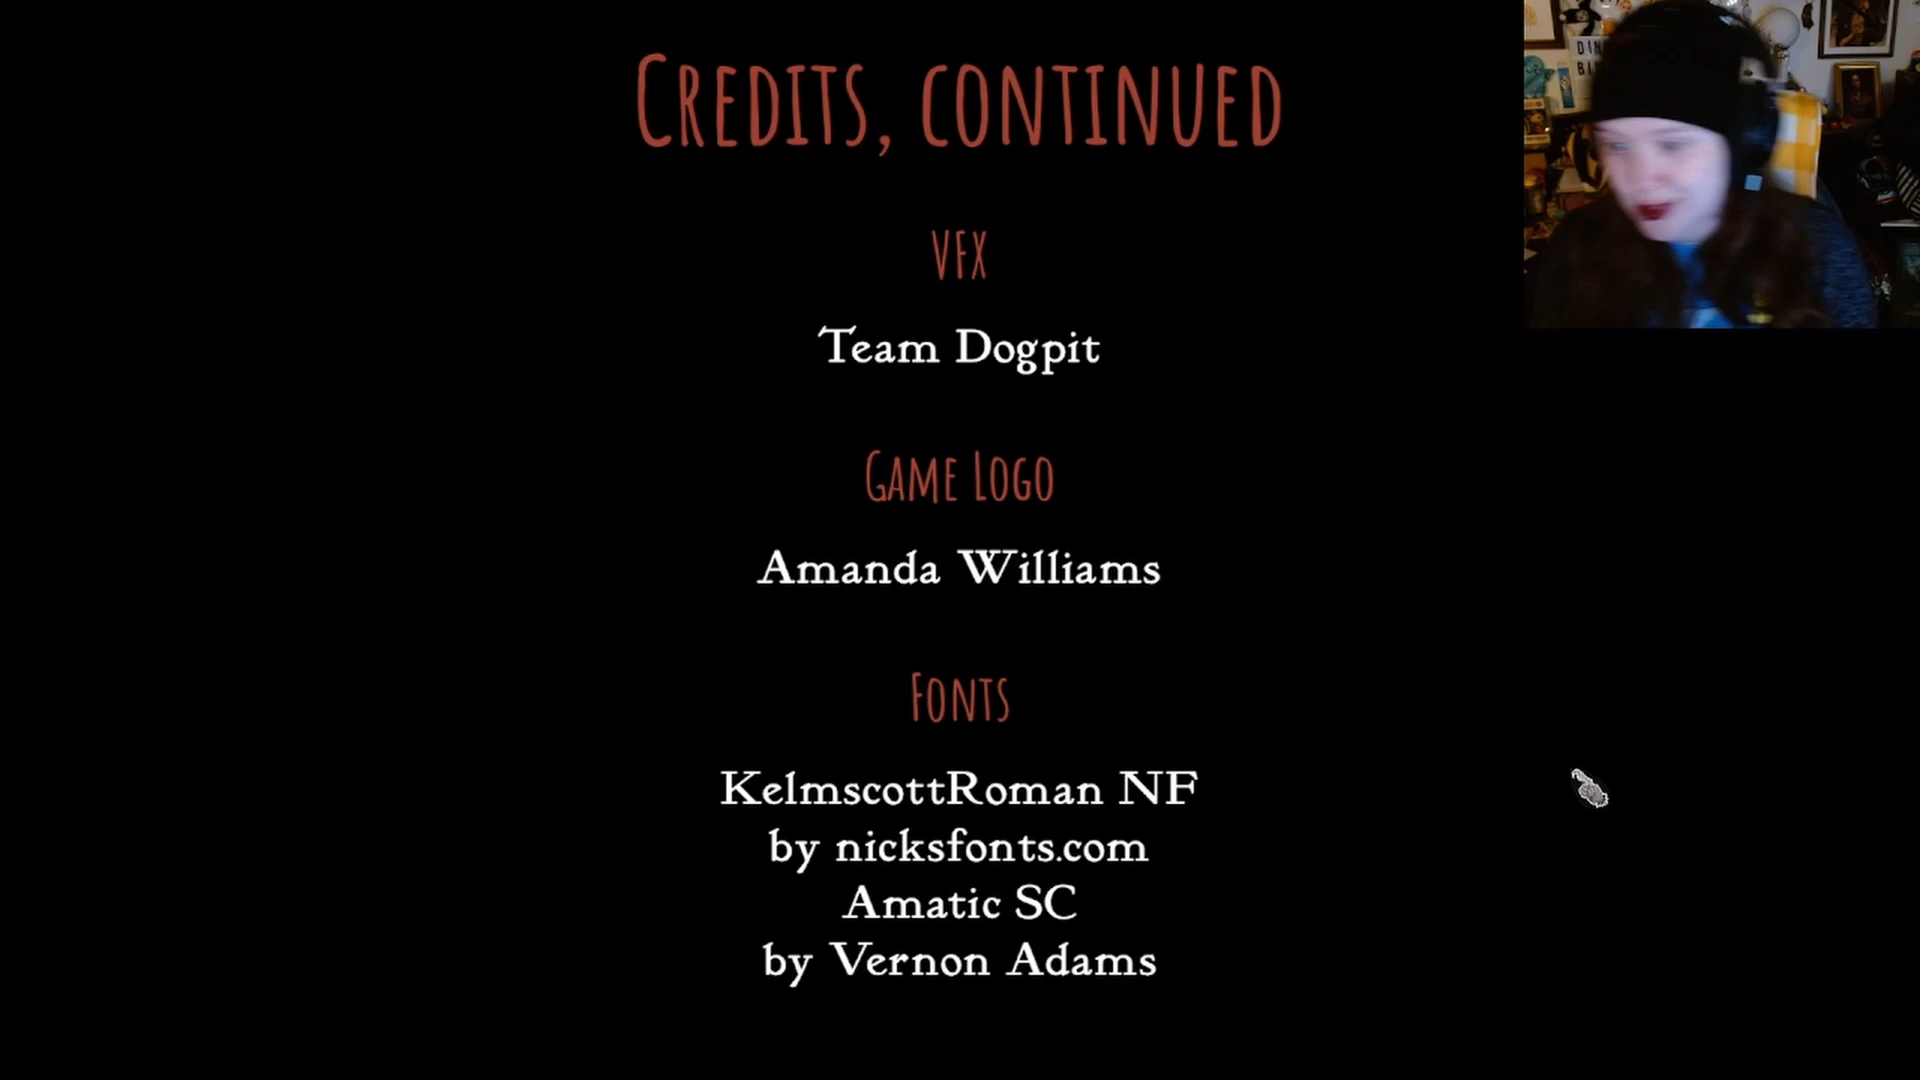 Credits, continued
VFX
Team Dogpit
Game Logo
Amanda Williams
Fonts
KelmscottRoman NF
by nicksfonts.com
Amatic SC
by Vernon Adams